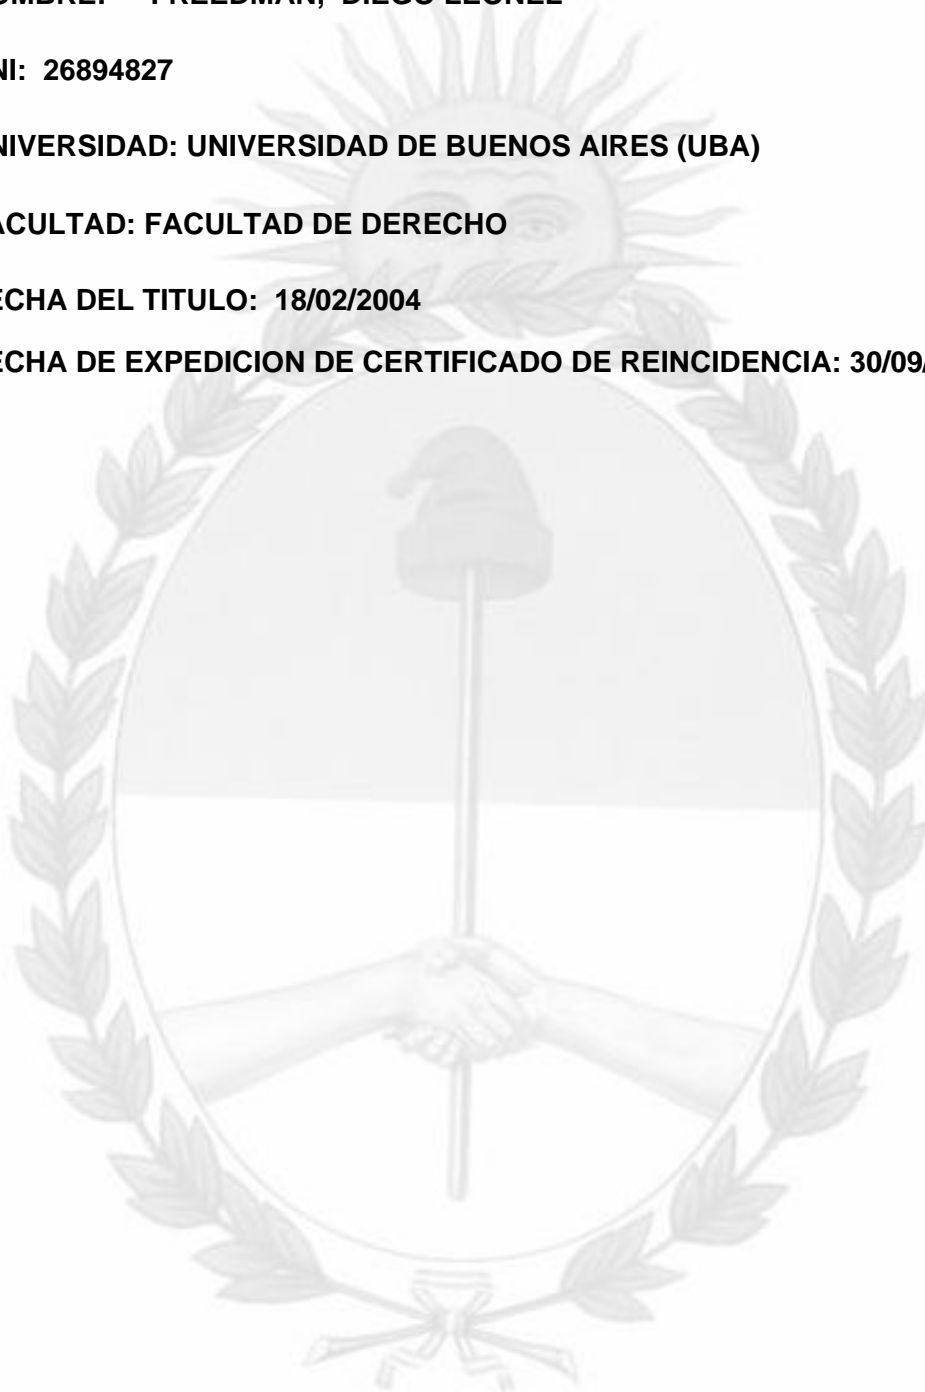 OMBRE: FREEDMAN, DIEGO LEONEL
NI: 26894827
NIVERSIDAD: UNIVERSIDAD DE BUENOS AIRES (UBA)
ACULTAD: FACULTAD DE DERECHO
ECHA DEL TITULO: 18/02/2004
ECHA DE EXPEDICION DE CERTIFICADO DE REINCIDENCIA: 30/09/